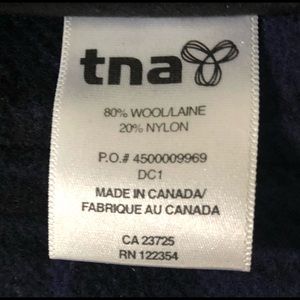 tna
80% WOOL/LAINE
20% NYLON
P.O.# 4500009969
DC1
MADE IN CANADA/
FABRIQUE AU CANADA
CA 23725
RN 122354